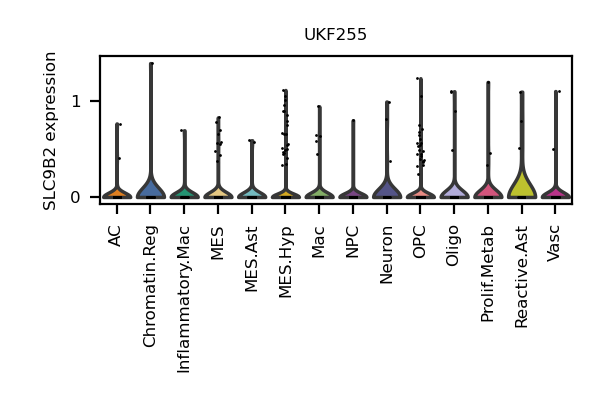 UKF255
SLC9B2 expression
1
0
AC
Chromatin.Reg
Inflammatory.Mac
MES
MES.Ast
MES.Hyp
Mac
NPC
Neuron
OPC
Oligo
Prolif.Metab
Reactive.Ast
Vasc